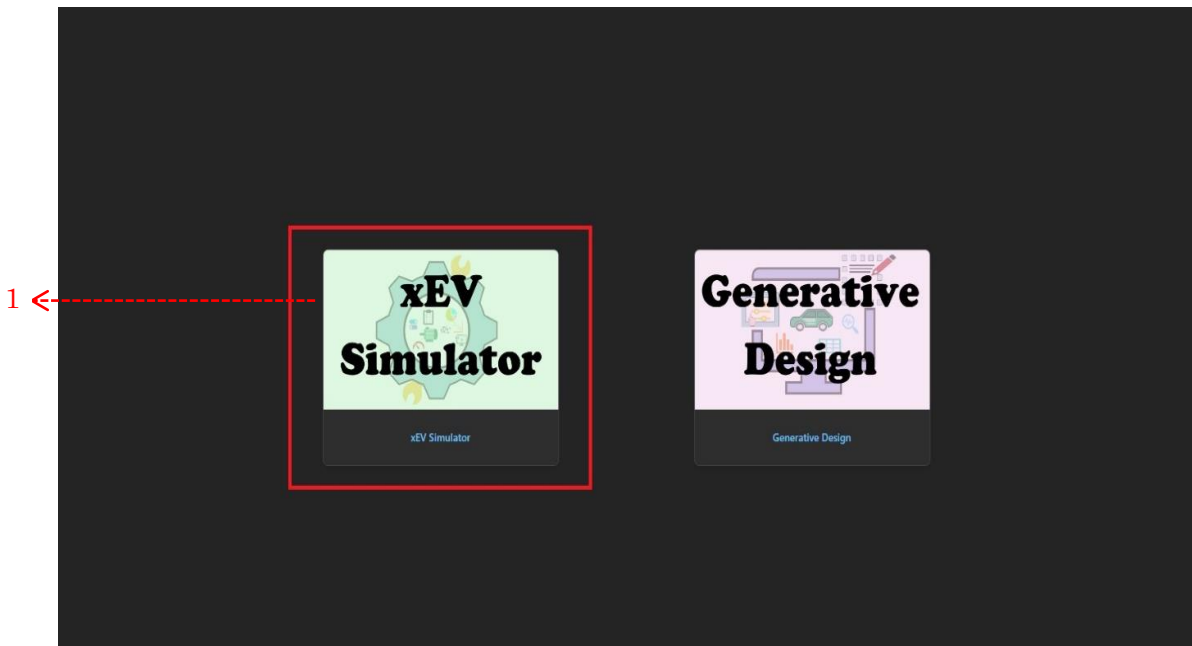 1
xEV
Simulator
xEV Simulator
Generative
Design
Generative Design